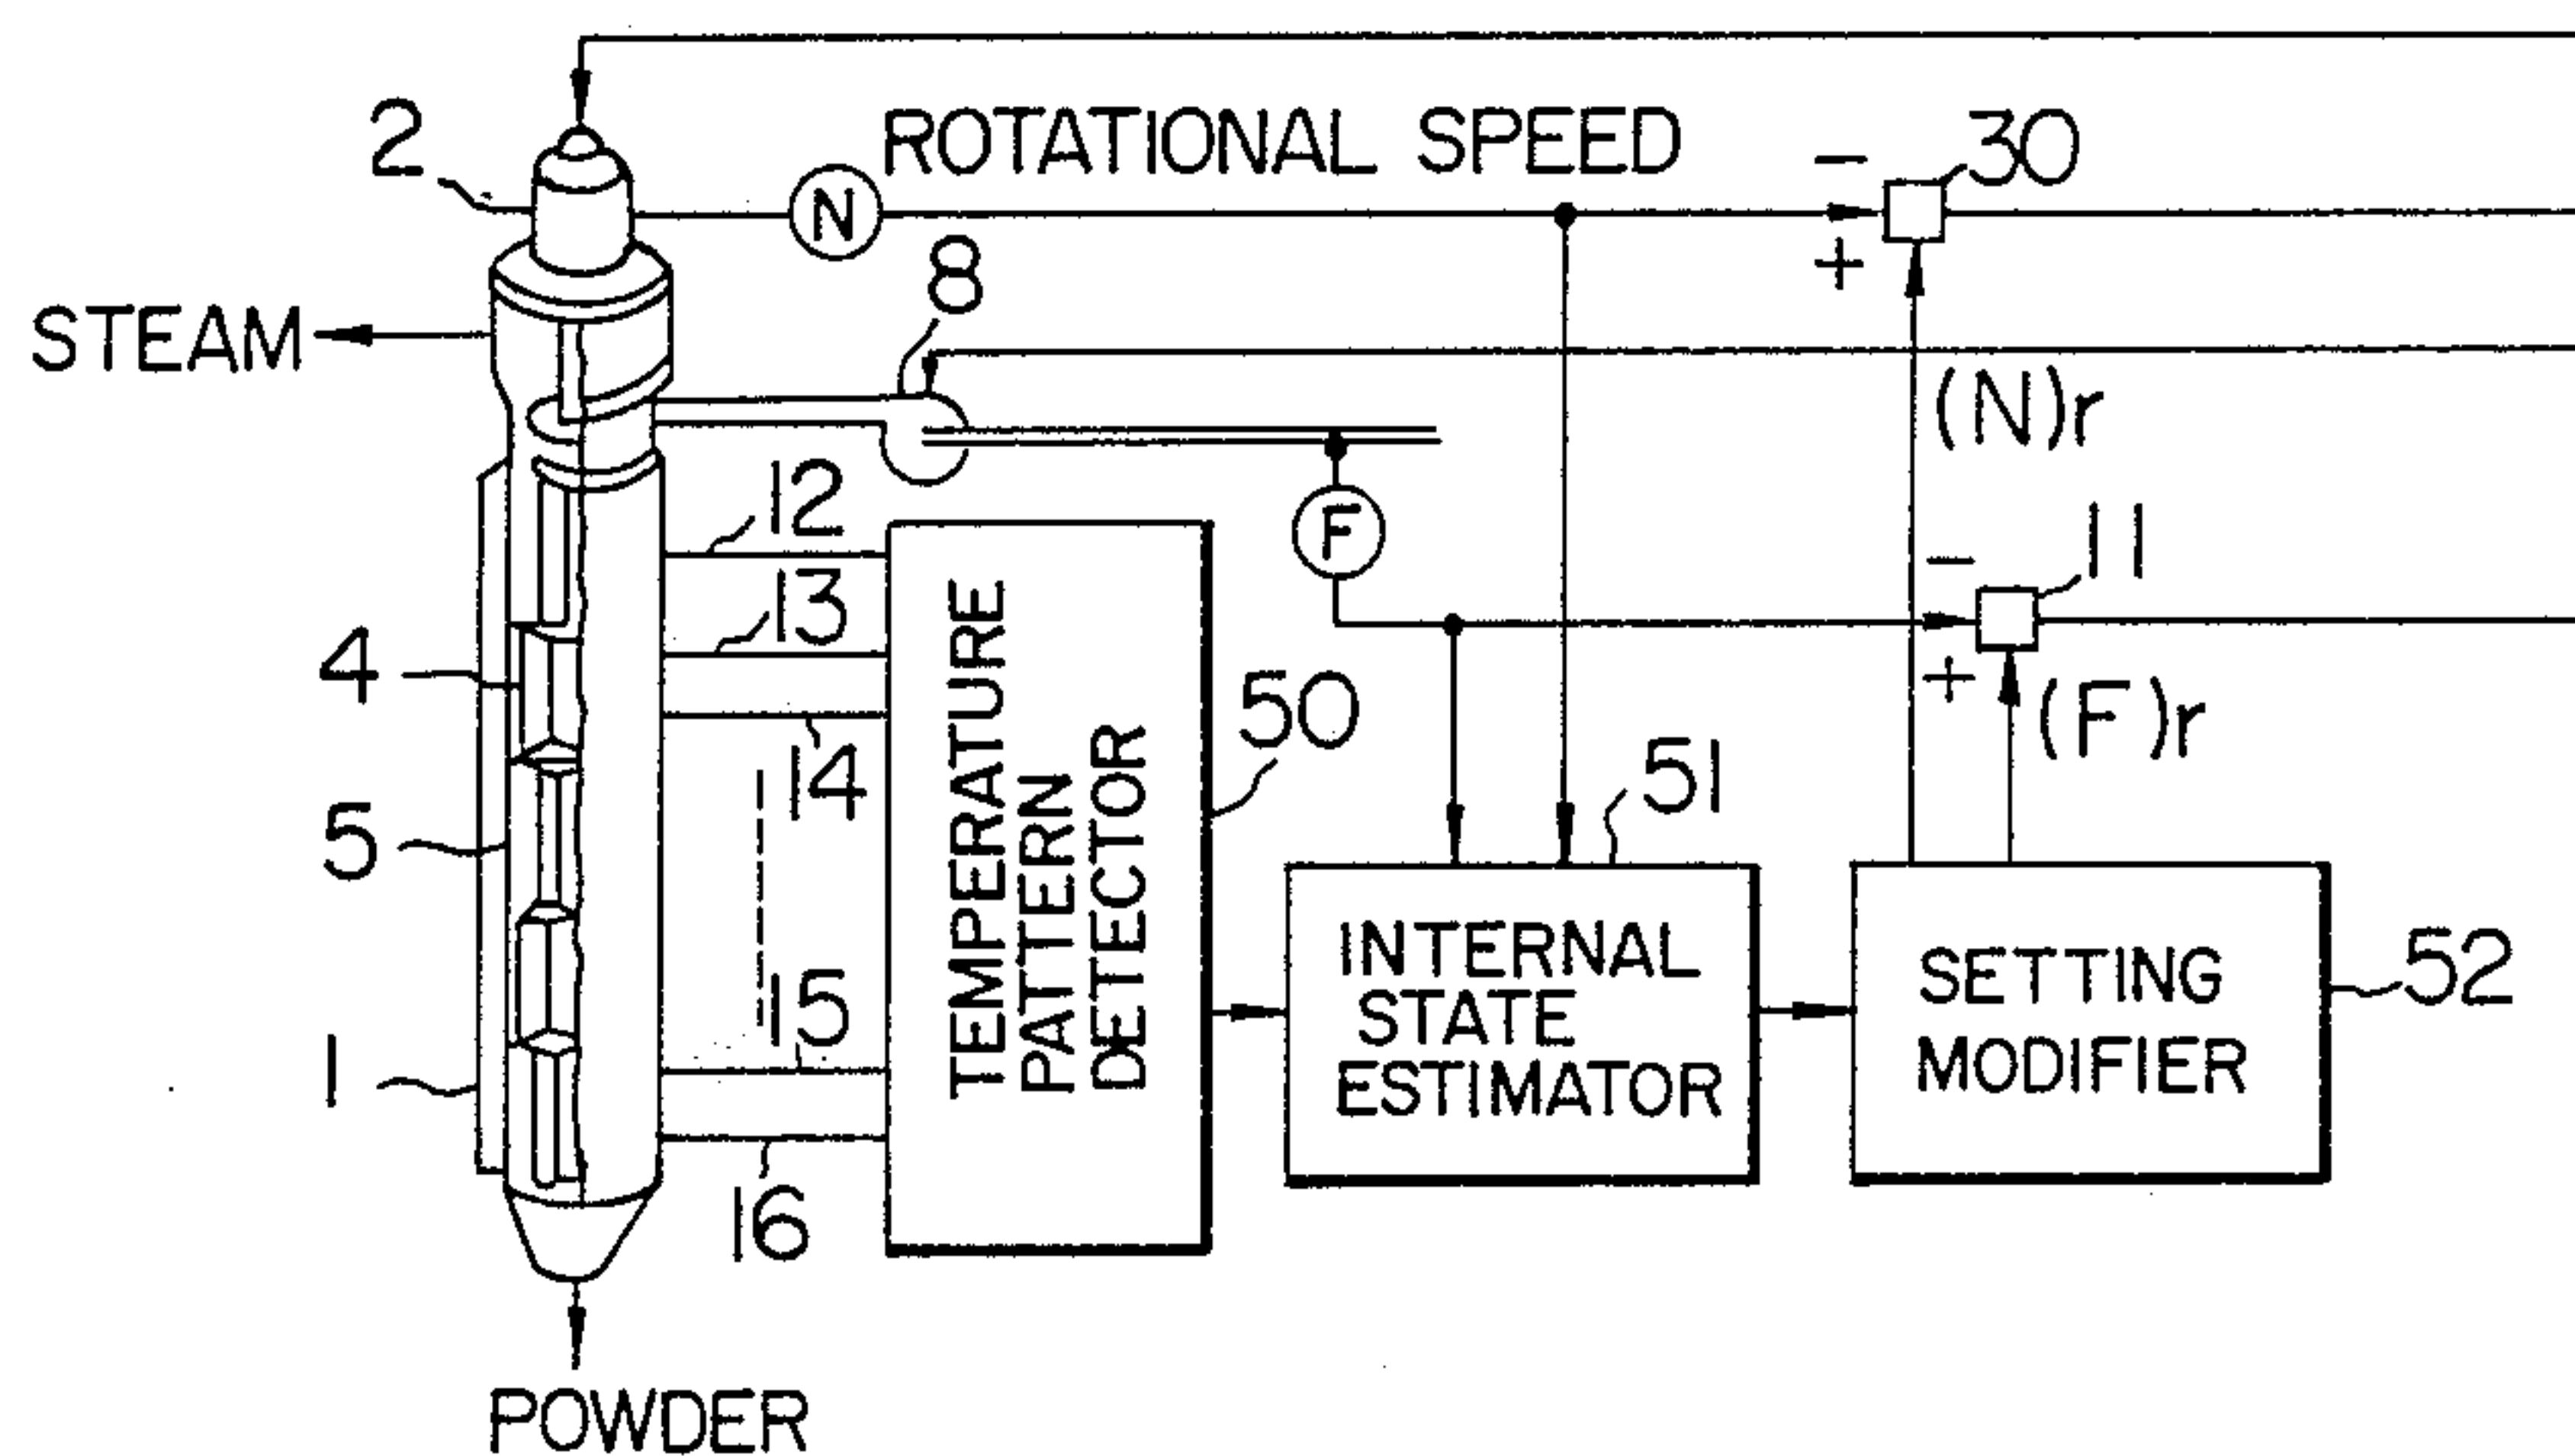 2
ROTATIONAL SPEED
30
N
−
+
8
STEAM
(N)r
12
F
11
13
−
+
4
(F)r
50
14
51
5
TEMPERATURE
PATTERN
DETECTOR
INTERNAL
STATE
ESTIMATOR
SETTING
MODIFIER
52
15
1
16
POWDER